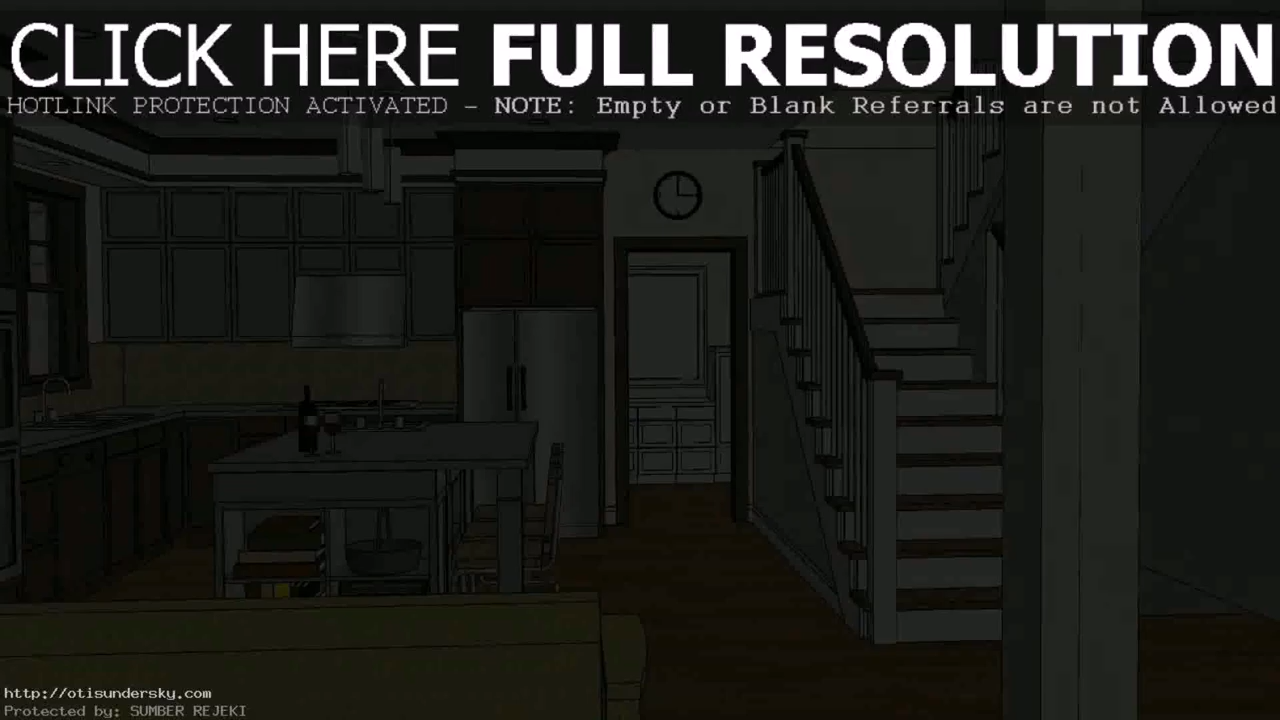 CLICK HERE FULL RESOLUTION
HOTLINK PROTECTION ACTIVATED – NOTE: Empty or Blank Referrals are not Allowed
http://otisundersky.com
Protected by: SUMBER REJEKI